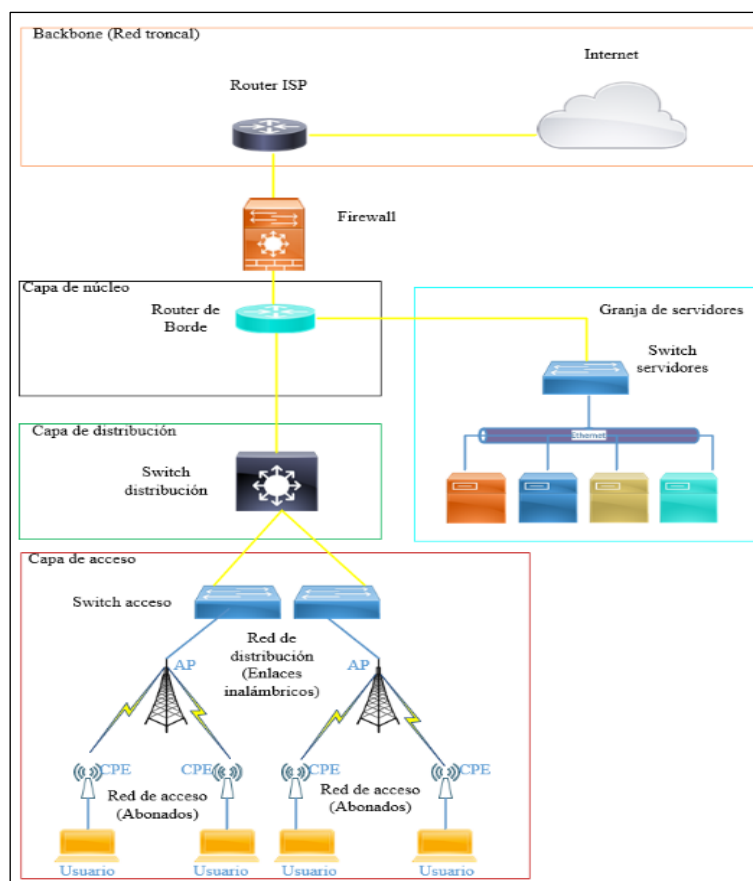 Backbone (Red troncal)
Internet
Router ISP
Firewall
Capa de núcleo
Router de
Borde
Granja de servidores
Switch
servidores
Ethernet
Capa de distribución
Switch
distribución
Capa de acceso
Switch acceso
Red de
distribución
(Enlaces
inalámbricos)
AP
AP
CPE
CPE
CPE
CPE
Red de acceso
(Abonados)
Red de acceso
(Abonados)
Usuario
Usuario
Usuario
Usuario